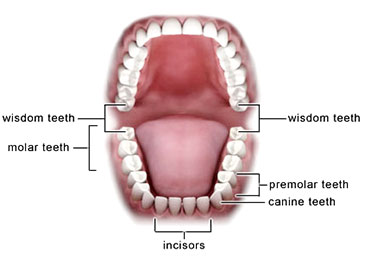 wisdom teeth
wisdom teeth
molar teeth
premolar teeth
canine teeth
incisors